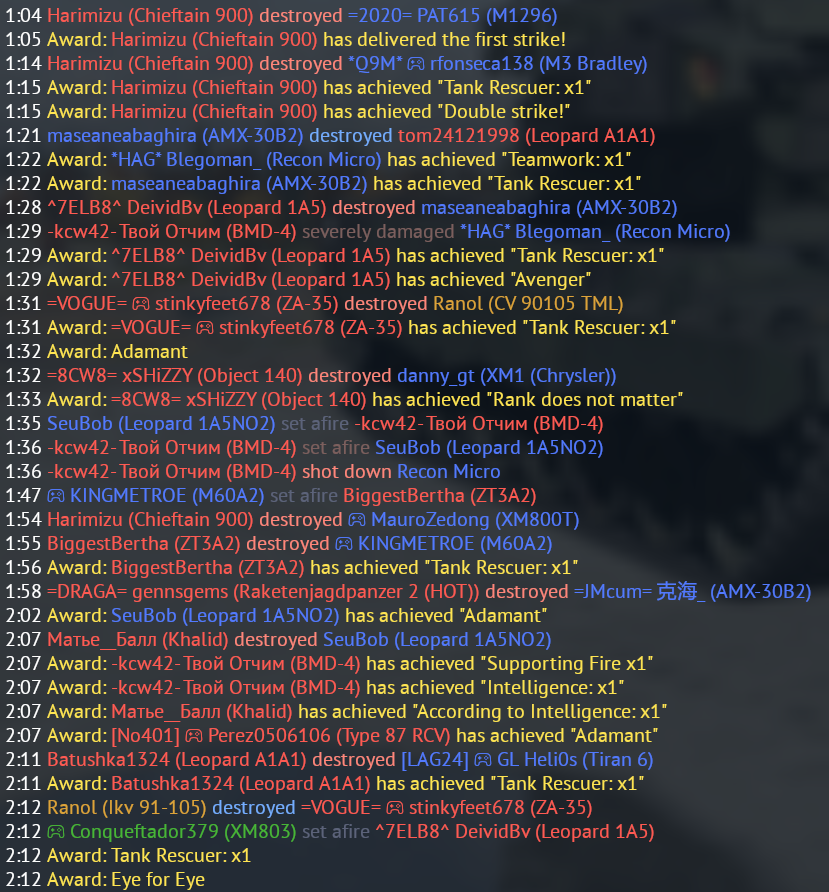 1:04 Harimizu (Chieftain 900) destroyed =2020= PAT615 (M1296)
1:05 Award: Harimizu (Chieftain 900) has delivered the first strike!
1:14 Harimizu (Chieftain 900) destroyed *Q9M* rfonseca138 (M3 Bradley)
1:15 Award: Harimizu (Chieftain 900) has achieved "Tank Rescuer: x1"
1:15 Award: Harimizu (Chieftain 900) has achieved "Double strike!"
1:21 maseaneabaghira (AMX-30B2) destroyed tom24121998 (Leopard A1A1)
1:22 Award: *HAG* Blegoman_ (Recon Micro) has achieved "Teamwork: x1"
1:22 Award: maseaneabaghira (AMX-30B2) has achieved "Tank Rescuer: x1"
1:28 ^7ELB8^ DeividBv (Leopard 1A5) destroyed maseaneabaghira (AMX-30B2)
1:29 -kcw42- Твой Отчим (BMD-4) severely damaged *HAG* Blegoman_ (Recon Micro)
1:29 Award: ^7ELB8^ DeividBv (Leopard 1A5) has achieved "Tank Rescuer: x1"
1:29 Award: ^7ELB8^ DeividBv (Leopard 1A5) has achieved "Avenger"
1:31 =VOGUE= stinkyfeet678 (ZA-35) destroyed Ranol (CV 90105 TML)
1:31 Award: =VOGUE= stinkyfeet678 (ZA-35) has achieved "Tank Rescuer: x1"
1:32 Award: Adamant
1:32 =8CW8= xSHiZZY (Object 140) destroyed danny_gt (XM1 (Chrysler))
1:33 Award: =8CW8= xSHiZZY (Object 140) has achieved "Rank does not matter"
1:35 SeuBob (Leopard 1A5NO2) set afire -kcw42- Твой Отчим (BMD-4)
1:36 -kcw42- Твой Отчим (BMD-4) set afire SeuBob (Leopard 1A5NO2)
1:36 -kcw42- Твой Отчим (BMD-4) shot down Recon Micro
1:47 KINGMETROE (M60A2) set afire BiggestBertha (ZT3A2)
1:54 Harimizu (Chieftain 900) destroyed MauroZedong (XM800T)
1:55 BiggestBertha (ZT3A2) destroyed KINGMETROE (M60A2)
1:56 Award: BiggestBertha (ZT3A2) has achieved "Tank Rescuer: x1"
1:58 =DRAGA= gennsgems (Raketenjagdpanzer 2 (HOT)) destroyed =JMcum= 克海_ (AMX-30B2)
2:02 Award: SeuBob (Leopard 1A5NO2) has achieved "Adamant"
2:07 Матье__Балл (Khalid) destroyed SeuBob (Leopard 1A5NO2)
2:07 Award: -kcw42- Твой Отчим (BMD-4) has achieved "Supporting Fire x1"
2:07 Award: -kcw42- Твой Отчим (BMD-4) has achieved "Intelligence: x1"
2:07 Award: Матье__Балл (Khalid) has achieved "According to Intelligence: x1"
2:07 Award: [No401] Perez0506106 (Type 87 RCV) has achieved "Adamant"
2:11 Batushka1324 (Leopard A1A1) destroyed [LAG24] GL Heli0s (Tiran 6)
2:11 Award: Batushka1324 (Leopard A1A1) has achieved "Tank Rescuer: x1"
2:12 Ranol (Ikv 91-105) destroyed =VOGUE= stinkyfeet678 (ZA-35)
2:12 Conqueftador379 (XM803) set afire ^7ELB8^ DeividBv (Leopard 1A5)
2:12 Award: Tank Rescuer: x1
2:12 Award: Eye for Eye